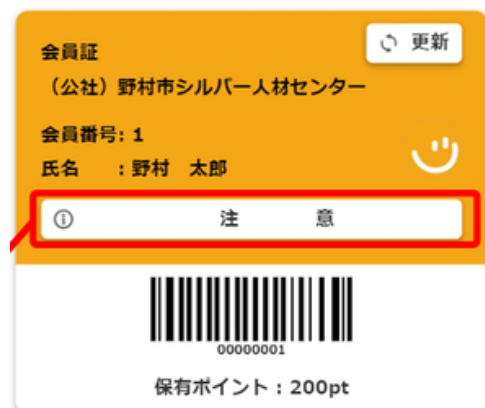 会員証
更新
（公社）野村市シルバー人材センター
会員番号: 1
氏名　：野村　太郎
注　意
00000001
保有ポイント：200pt